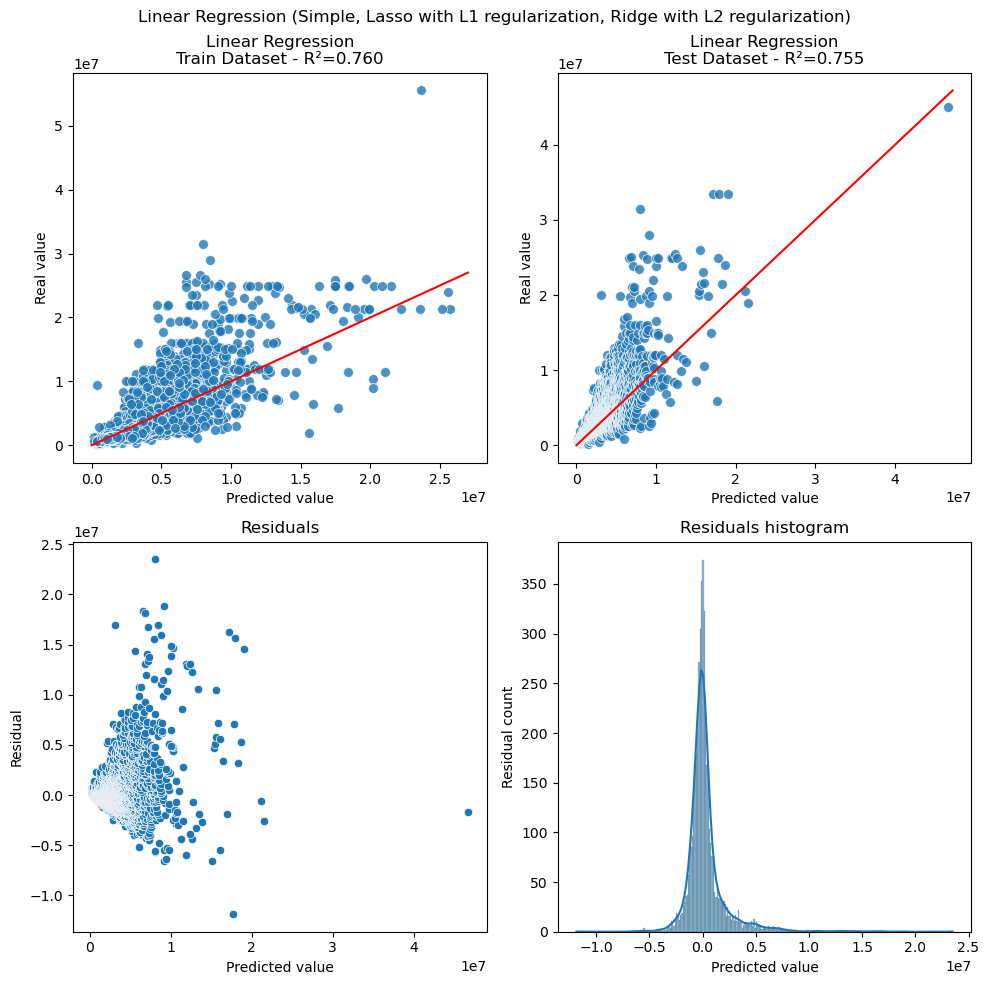 Linear Regression (Simple, Lasso with L1 regularization, Ridge with L2 regularization)
Linear Regression
Train Dataset - R²=0.760
1e7
Real value
5
4
3
2
1
0
0.0 0.5 1.0 1.5 2.0 2.5
1e7
Predicted value
Linear Regression
Test Dataset - R²=0.755
1e7
Real value
4
3
2
1
0
0 1 2 3 4
1e7
Predicted value
Residuals
1e7
Residual
2.5
2.0
1.5
1.0
0.5
0.0
−0.5
−1.0
0 1 2 3 4
1e7
Predicted value
Residuals histogram
Residual count
350
300
250
200
150
100
50
0
−1.0 −0.5 0.0 0.5 1.0 1.5 2.0 2.5
1e7
Predicted value